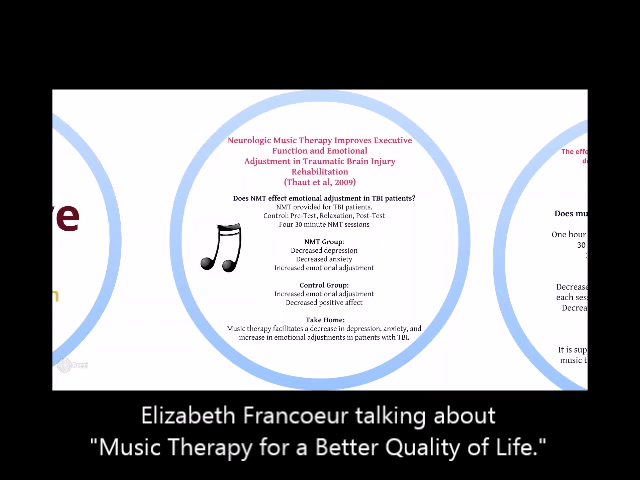 Neurologic Music Therapy Improves Executive
Function and Emotional
Adjustment in Traumatic Brain Injury
Rehabilitation
(Thaut et al, 2009)
Does NMT effect emotional adjustment in TBI patients?
NMT provided for TBI patients.
Control: Pre-Test, Relaxation, Post-Test
Four 30 minute NMT sessions
NMT Group:
Decreased depression
Decreased anxiety
Increased emotional adjustment
Control Group:
Increased emotional adjustment
Decreased positive affect
Take Home:
Music therapy facilitates a decrease in depression, anxiety, and
increase in emotional adjustments in patients with TBI.
The effe
Does mu
One hour
30
Decrease
each ses
Decrea
It is sup
music t
Elizabeth Francoeur talking about
"Music Therapy for a Better Quality of Life."